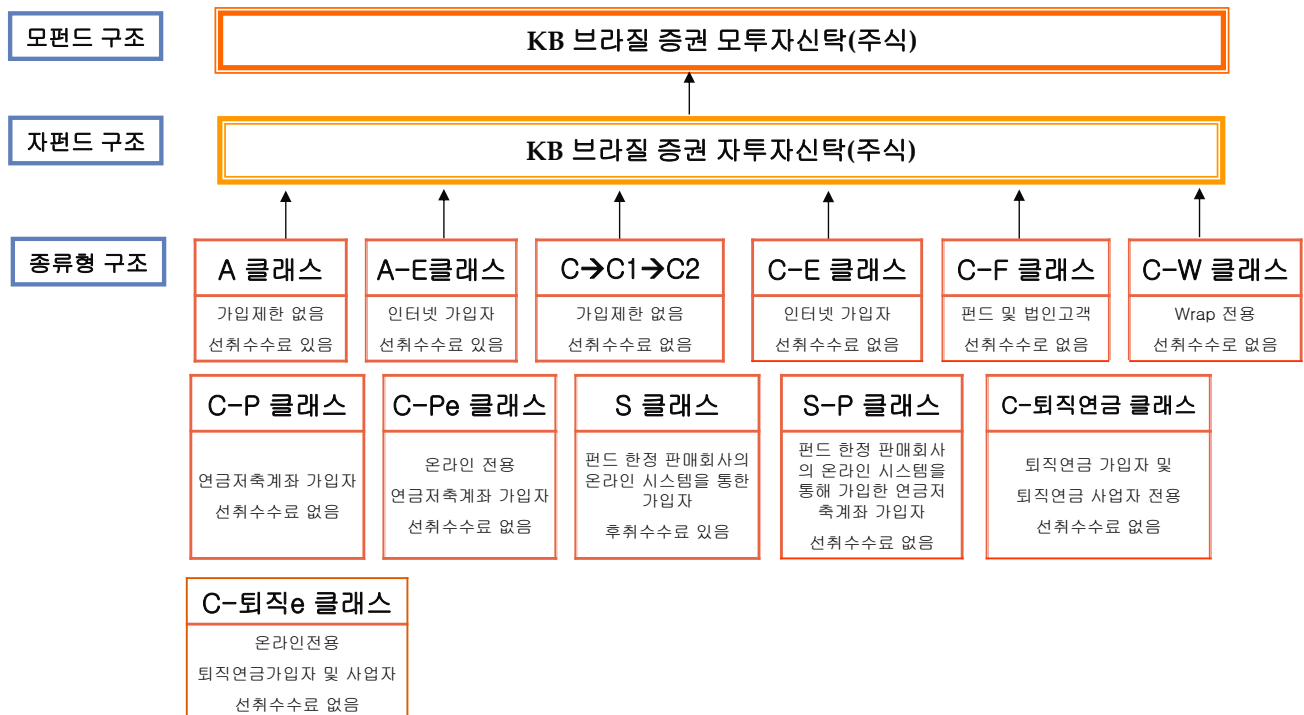 모펀드 구조
KB 브라질 증권 모투자신탁(주식)
자펀드 구조
KB 브라질 증권 자투자신탁(주식)
종류형 구조
A 클래스
가입제한 없음
선취수수료 있음
A-E클래스
인터넷 가입자
선취수수료 있음
C→C1→C2
가입제한 없음
선취수수료 없음
C-E 클래스
인터넷 가입자
선취수수료 없음
C-F 클래스
펀드 및 법인고객
선취수수로 없음
C-W 클래스
Wrap 전용
선취수수로 없음
C-P 클래스
연금저축계좌 가입자
선취수수료 없음
C-Pe 클래스
온라인 전용
연금저축계좌 가입자
선취수수료 없음
S 클래스
펀드 한정 판매회사의
온라인 시스템을 통한
가입자
후취수수료 있음
S-P 클래스
펀드 한정 판매회사
의 온라인 시스템을
통해 가입한 연금저
축계좌 가입자
선취수수료 없음
C-퇴직연금 클래스
퇴직연금 가입자 및
퇴직연금 사업자 전용
선취수수료 없음
C-퇴직e 클래스
온라인전용
퇴직연금가입자 및 사업자
선취수수료 없음